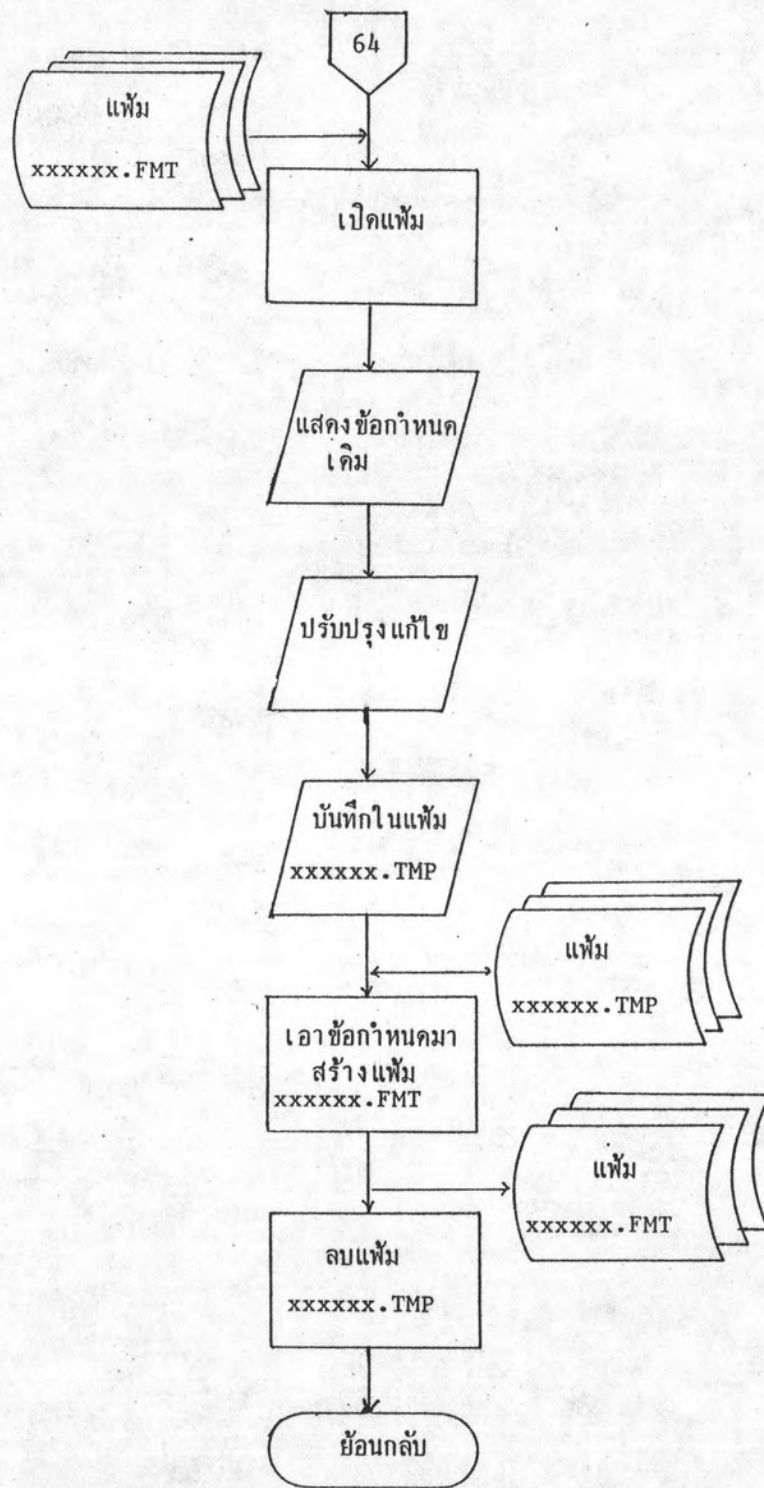 64
แฟ้ม
xxxxxx.FMT
เปิดแฟ้ม
แสดงข้อกำหนด
เดิม
ปรับปรุงแก้ไข
บันทึกในแฟ้ม
xxxxxx.TMP
แฟ้ม
xxxxxx.TMP
เอาข้อกำหนดมา
สร้างแฟ้ม
xxxxxx.FMT
แฟ้ม
xxxxxx.FMT
ลบแฟ้ม
xxxxxx.TMP
ย้อนกลับ